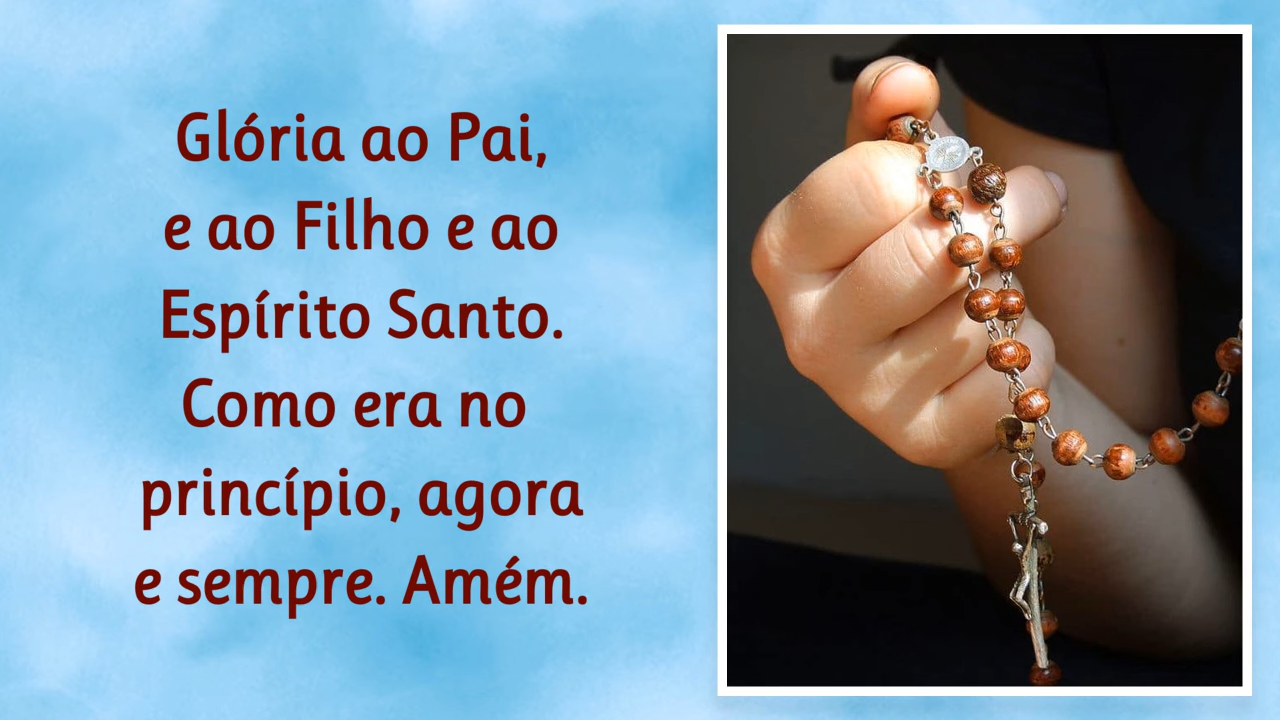 Glória ao Pai,
e ao Filho e ao
Espírito Santo.
Como era no
princípio, agora
e sempre. Amém.